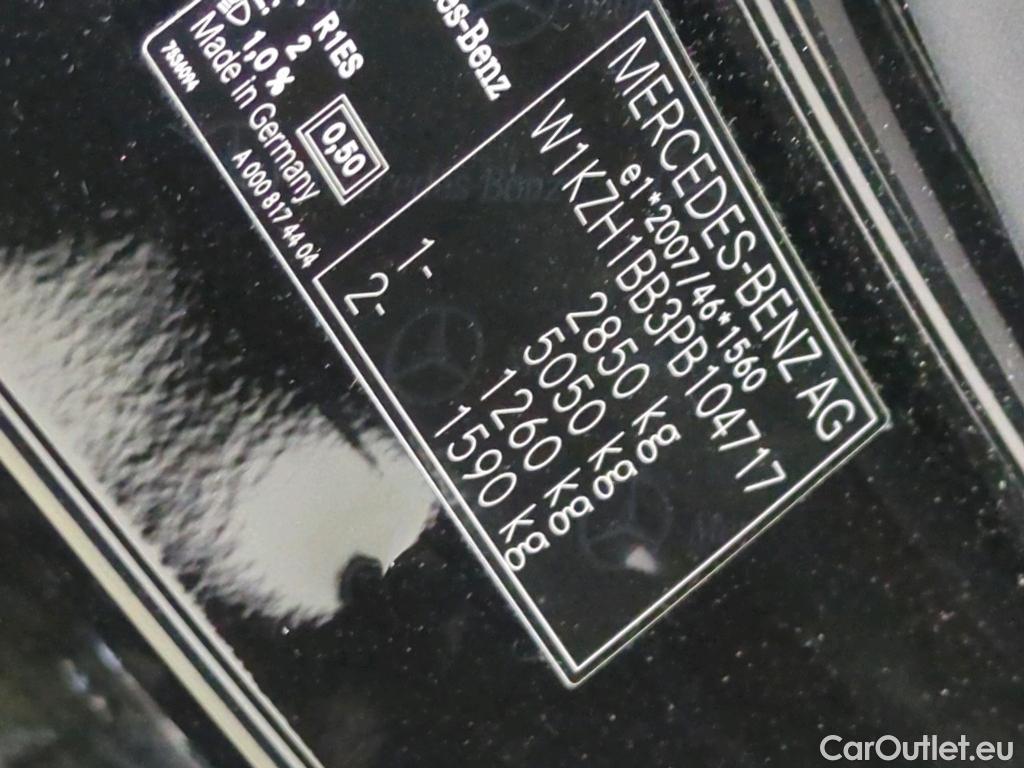 MERCEDES-BENZ AG
e1*2007/46*1560
W1KZH1BB3PB104717
2850 kg
5050 kg
1- 1260 kg
2- 1590 kg
R1ES
2
1,0 %
0,50
Made in Germany
7936094
A 000 817 44 04
CarOutlet.eu